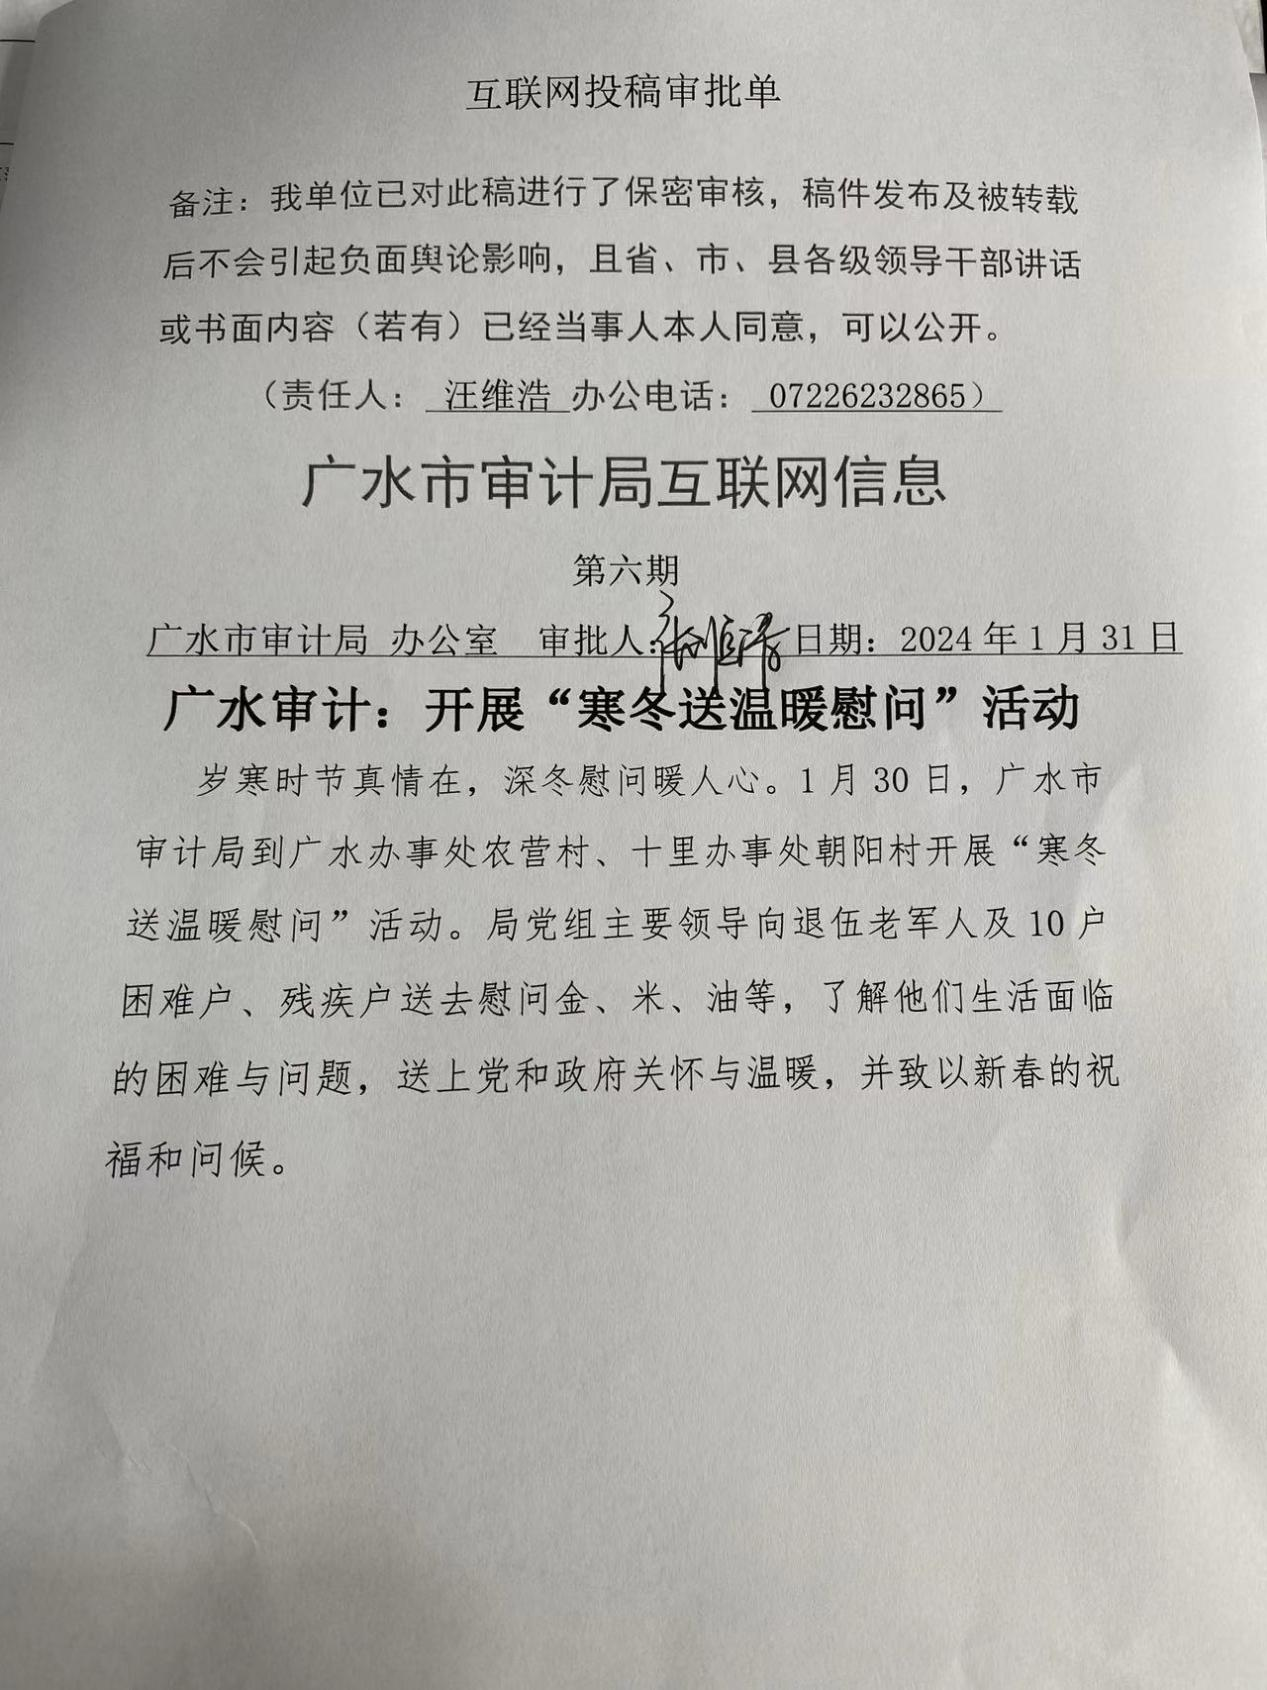 互联网投稿审批单
备注：我单位已对此稿进行了保密审核，稿件发布及被转载
后不会引起负面舆论影响，且省、市、县各级领导干部讲话
或书面内容（若有）已经当事人本人同意，可以公开。
（责任人： 汪维浩 办公电话： 07226232865）
广水市审计局互联网信息
第六期
广水市审计局 办公室 审批人： 日期：2024 年 1 月 31 日
广水审计：开展“寒冬送温暖慰问”活动
岁寒时节真情在，深冬慰问暖人心。1 月 30 日，广水市
审计局到广水办事处农营村、十里办事处朝阳村开展“寒冬
送温暖慰问”活动。局党组主要领导向退伍老军人及 10 户
困难户、残疾户送去慰问金、米、油等，了解他们生活面临
的困难与问题，送上党和政府关怀与温暖，并致以新春的祝
福和问候。